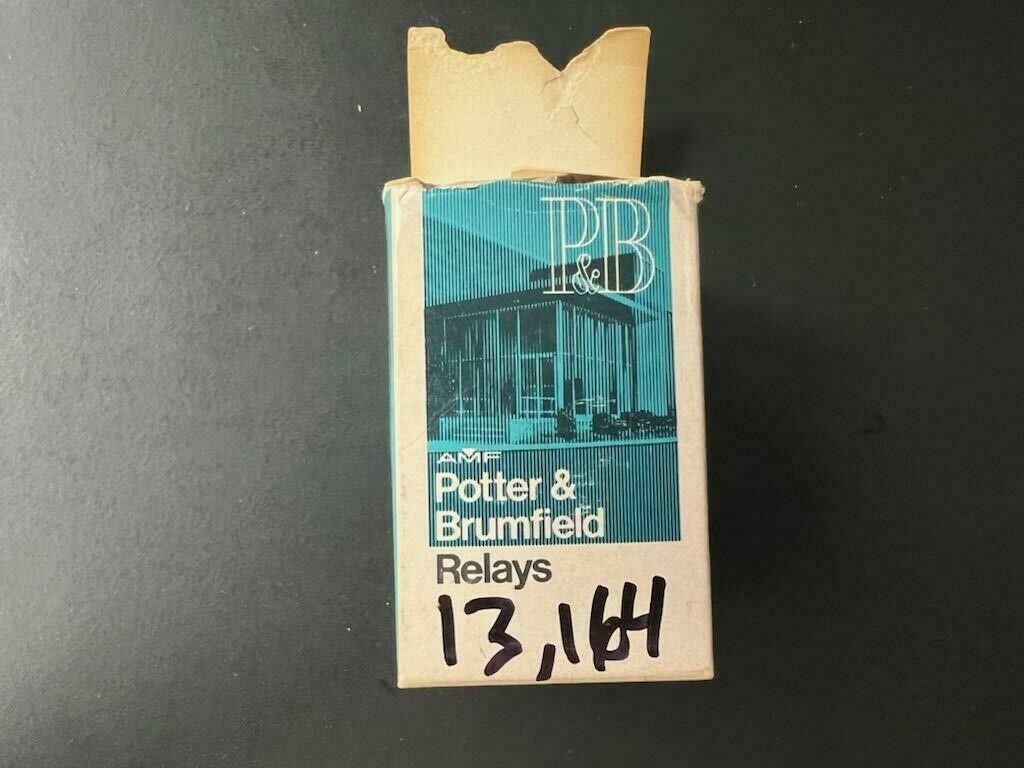 P&B
AMF
Potter &
Brumfield
Relays
13,164